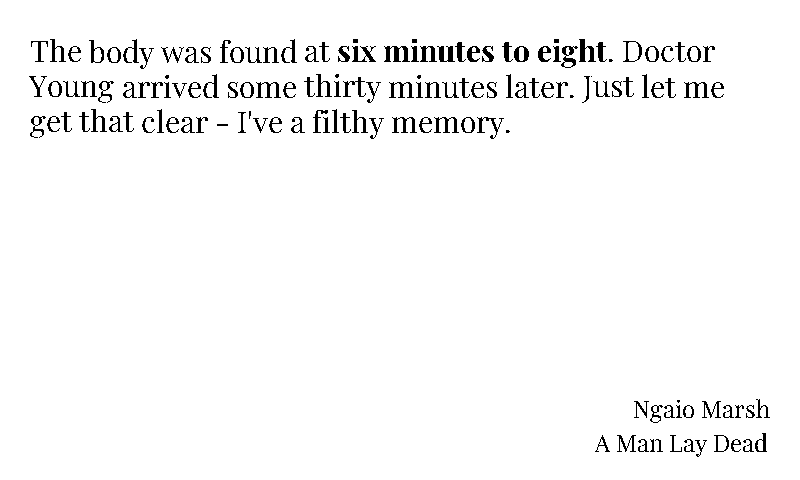 The body was found at six minutes to eight. Doctor
Young arrived some thirty minutes later. Just let me
get that clear – I've a filthy memory.
Ngaio Marsh
A Man Lay Dead